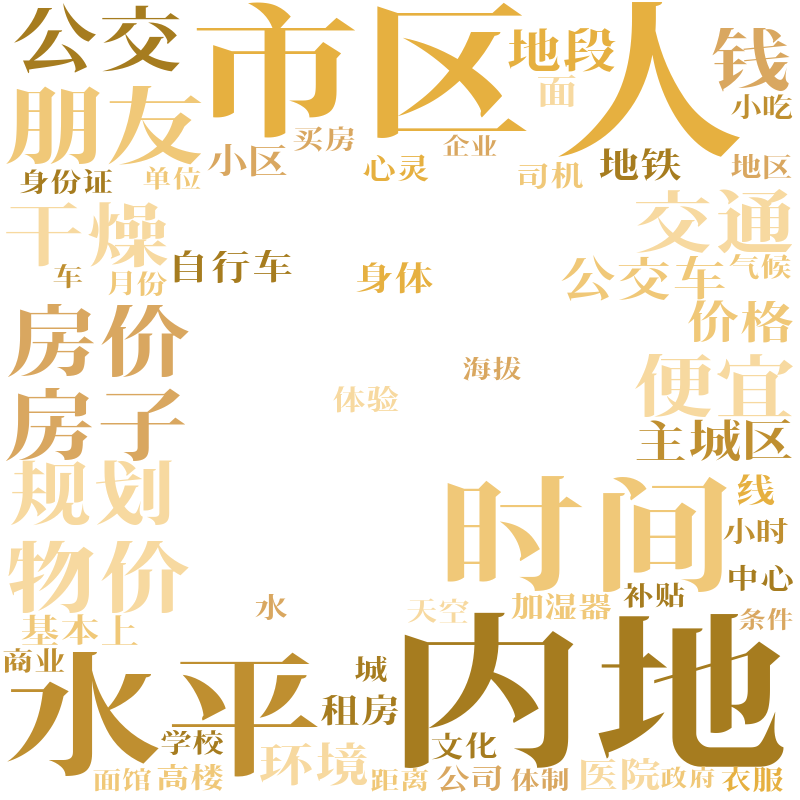 公交
市区
人
地段
钱
面
小吃
朋友
买房
企业
小区
心灵
司机
地铁
地区
身份证
单位
干燥
交通
自行车
车
月份
身体
公交车
气候
房价
价格
海拔
便宜
体验
房子
主城区
规划
时间
线
小时
物价
中心
水
天空
加湿器
补贴
条件
基本上
商业
水平
城
内地
租房
学校
文化
环境
面馆
高楼
距离
公司
体制
医院
政府
衣服